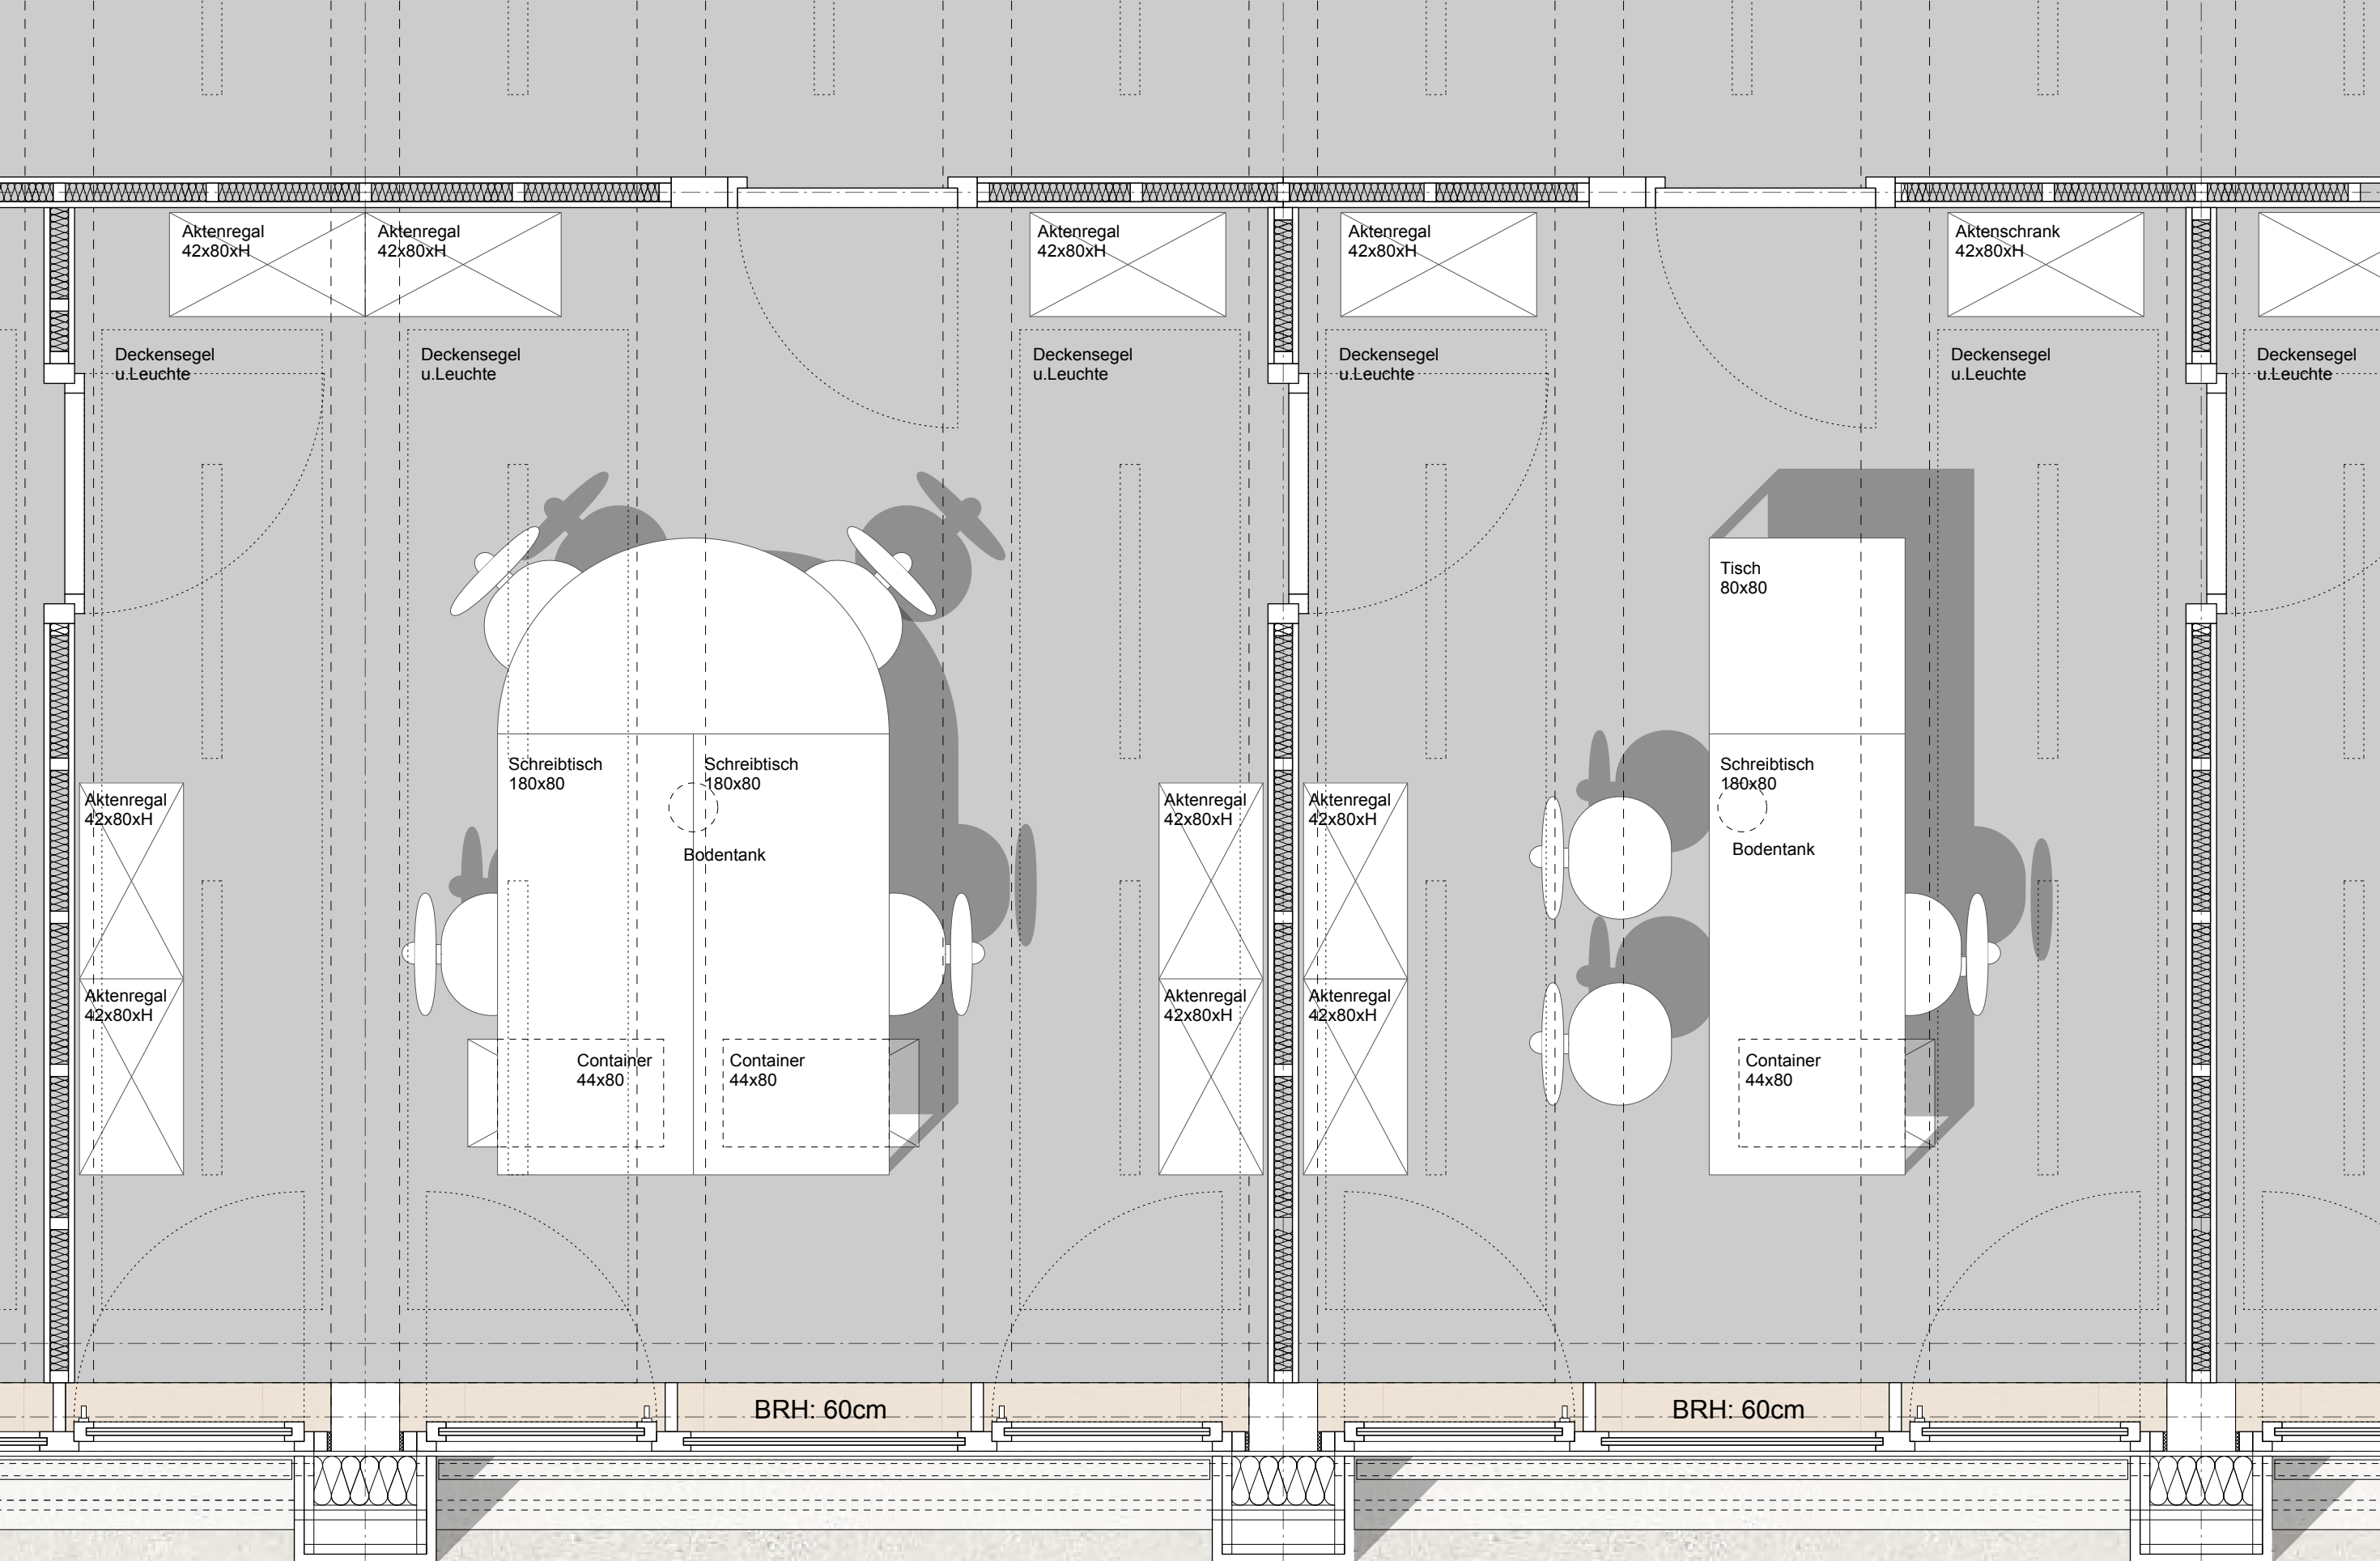 Aktenregal
42x80xH
Aktenregal
42x80xH
Aktenregal
42x80xH
Aktenregal
42x80xH
Aktenschrank
42x80xH
Deckensegel
u.Leuchte
Deckensegel
u.Leuchte
Deckensegel
u.Leuchte
Deckensegel
u.Leuchte
Deckensegel
u.Leuchte
Deckensegel
u.Leuchte
Tisch
80x80
Schreibtisch
180x80
Schreibtisch
180x80
Schreibtisch
180x80
Aktenregal
42x80xH
Bodentank
Aktenregal
42x80xH
Aktenregal
42x80xH
Bodentank
Aktenregal
42x80xH
Aktenregal
42x80xH
Aktenregal
42x80xH
Container
44x80
Container
44x80
Container
44x80
BRH: 60cm
BRH: 60cm